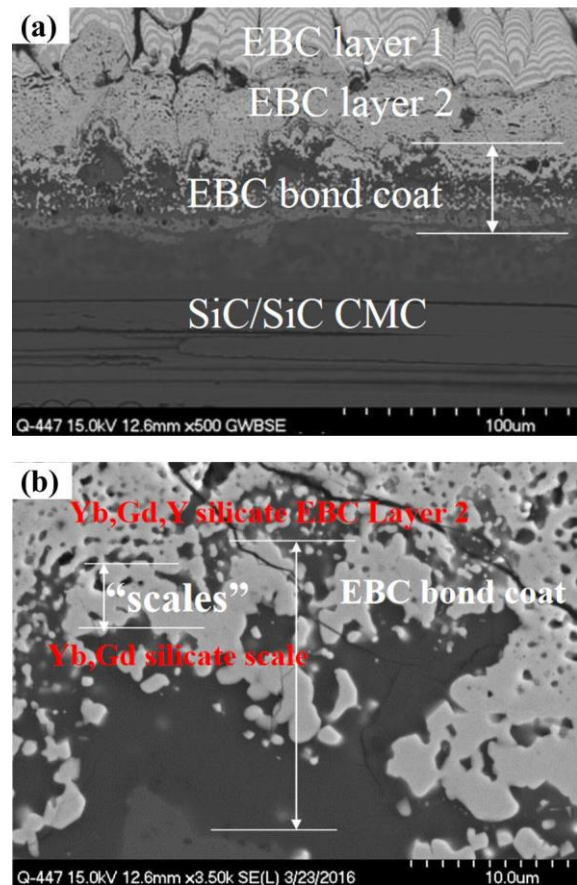 (a)
EBC layer 1
EBC layer 2
EBC bond coat
SiC/SiC CMC
Q-447 15.0kV 12.6mm x500 GWBSE
100um
(b)
Yb,Gd,Y silicate EBC Layer 2
“scales”
EBC bond coat
Yb,Gd silicate scale
Q-447 15.0kV 12.6mm x3.50k SE(L) 3/23/2016
10.0um